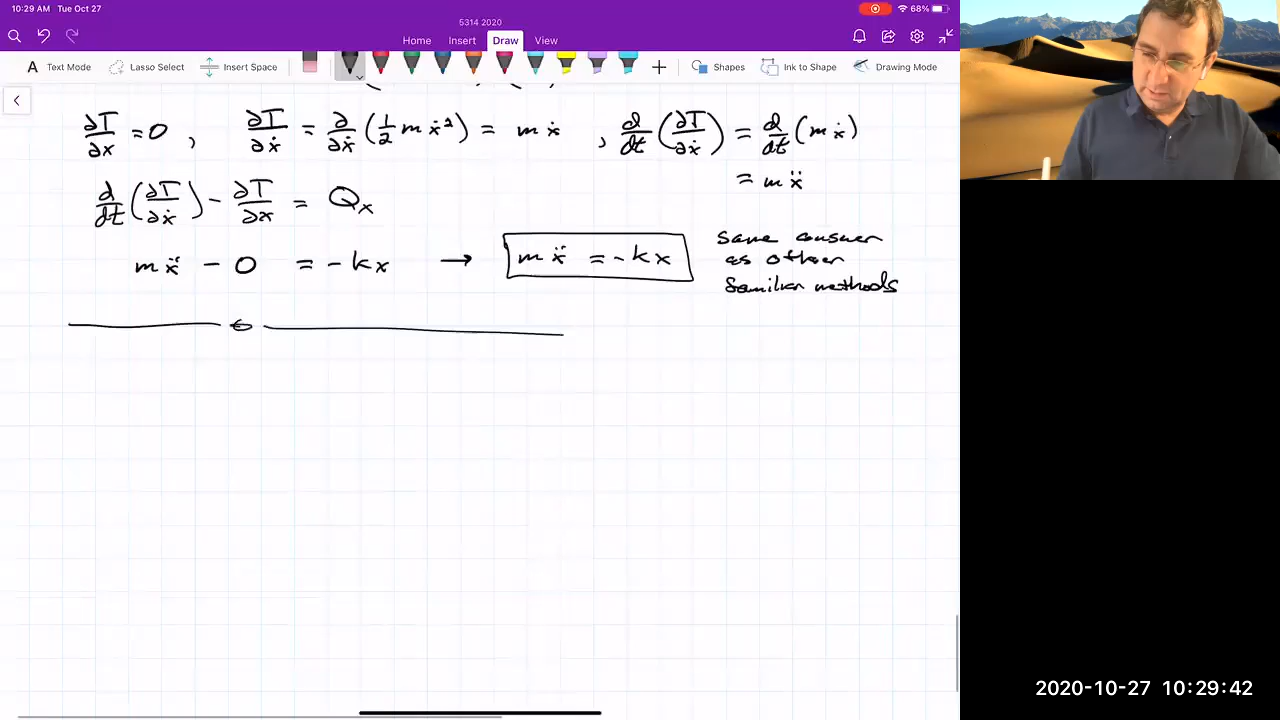 10:29 AM Tue Oct 27
68%
5314 2020
Home Insert Draw View
Text Mode Lasso Select Insert Space Shapes Ink to Shape Drawing Mode
∂T/∂x = 0 , ∂T/∂ẋ = ∂/∂ẋ (1/2 m ẋ²) = m ẋ , d/dt (∂T/∂ẋ) = d/dt (m ẋ)
= m ẍ
d/dt (∂T/∂ẋ) - ∂T/∂x = Qx
m ẍ - 0 = - k x → m ẍ = - k x
same answer
as other
familiar methods
2020-10-27 10:29:42